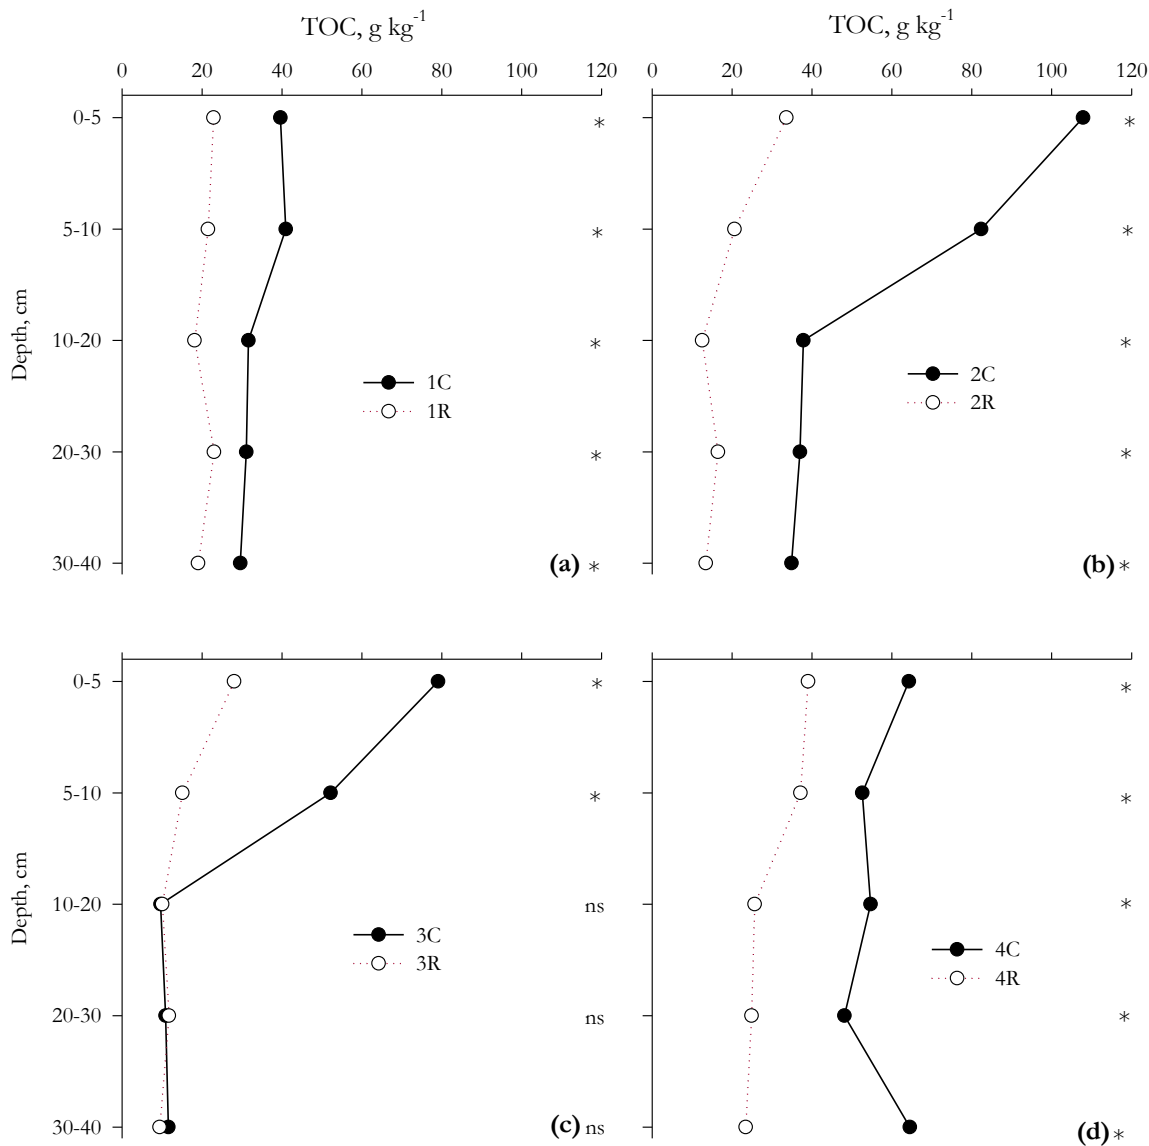 TOC, g kg-1
0 20 40 60 80 100 120
0-5
5-10
10-20
20-30
30-40
Depth, cm
1C
1R
*
*
*
*
(a) *
TOC, g kg-1
0 20 40 60 80 100 120
2C
2R
*
*
*
*
(b) *
0-5
5-10
10-20
20-30
30-40
Depth, cm
3C
3R
*
*
ns
ns
(c) ns
4C
4R
*
*
*
*
(d) *